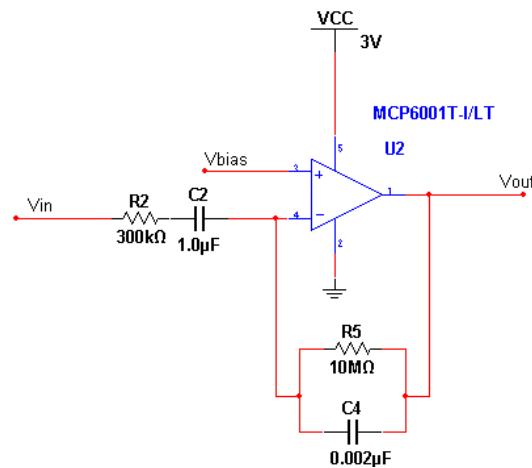 VCC
3V
MCP6001T-I/LT
U2
5
Vbias
3
+
1
Vout
Vin
R2
C2
4
−
300kΩ
1.0µF
2
R5
10MΩ
C4
0.002µF